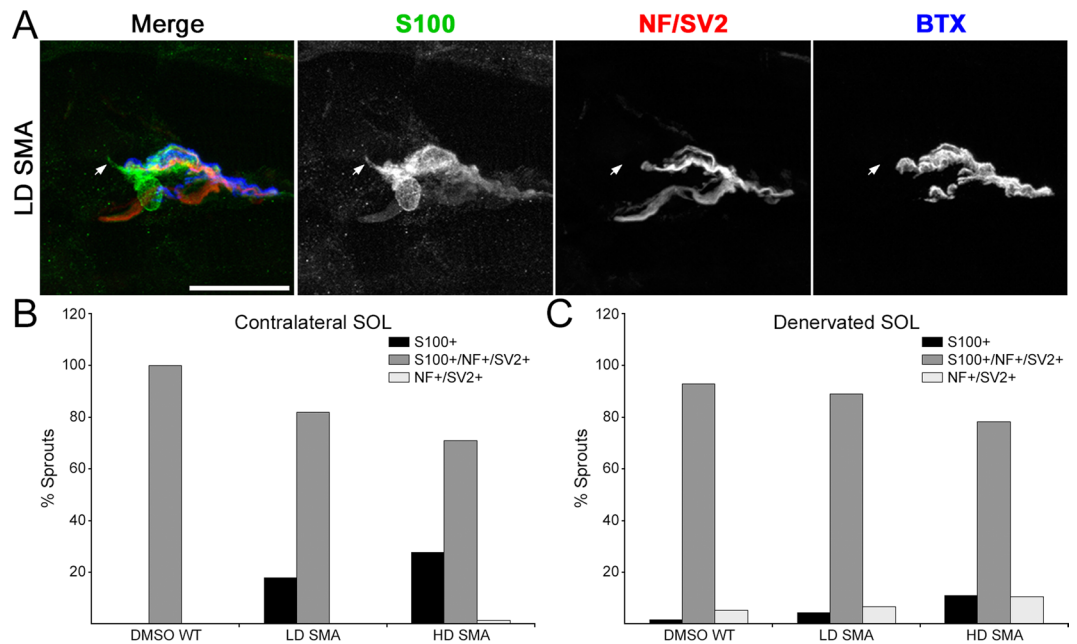 A
Merge
S100
NF/SV2
BTX
LD SMA
B
Contralateral SOL
S100+
S100+/NF+/SV2+
NF+/SV2+
120
100
80
60
40
20
% Sprouts
DMSO WT
LD SMA
HD SMA
C
Denervated SOL
S100+
S100+/NF+/SV2+
NF+/SV2+
120
100
80
60
40
20
% Sprouts
DMSO WT
LD SMA
HD SMA